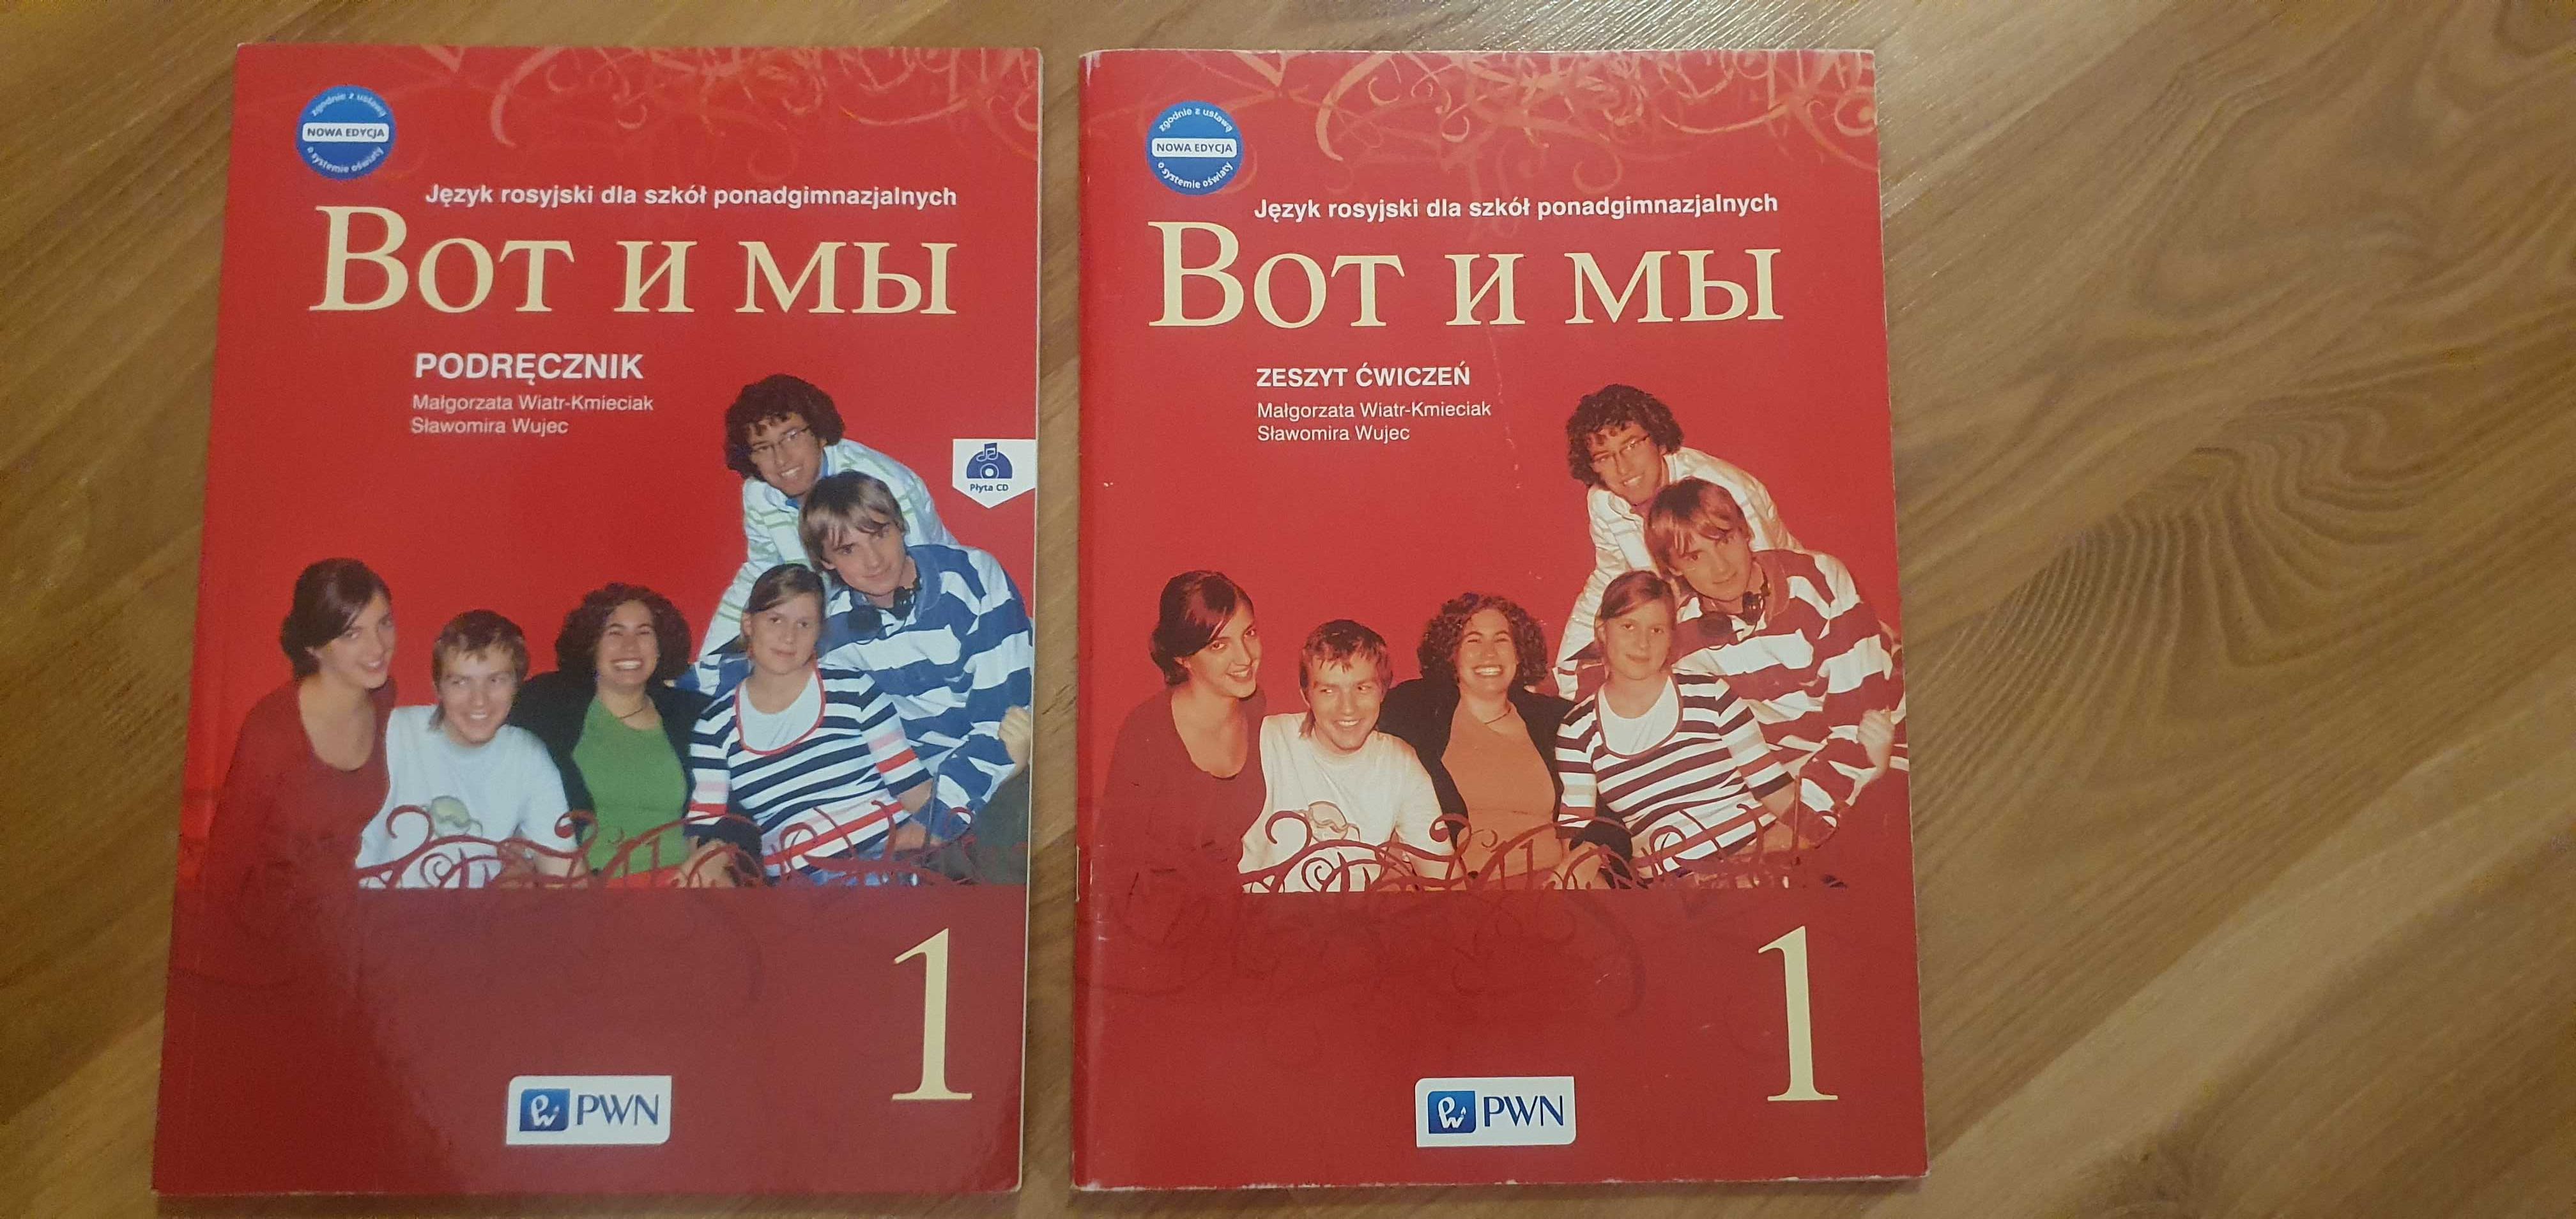 zgodnie z ustawą
NOWA EDYCJA
o systemie oświaty
Język rosyjski dla szkół ponadgimnazjalnych
Вот и мы
PODRĘCZNIK
Małgorzata Wiatr-Kmieciak
Sławomira Wujec
Płyta CD
1
PWN
zgodnie z ustawą
NOWA EDYCJA
o systemie oświaty
Język rosyjski dla szkół ponadgimnazjalnych
Вот и мы
ZESZYT ĆWICZEŃ
Małgorzata Wiatr-Kmieciak
Sławomira Wujec
1
PWN